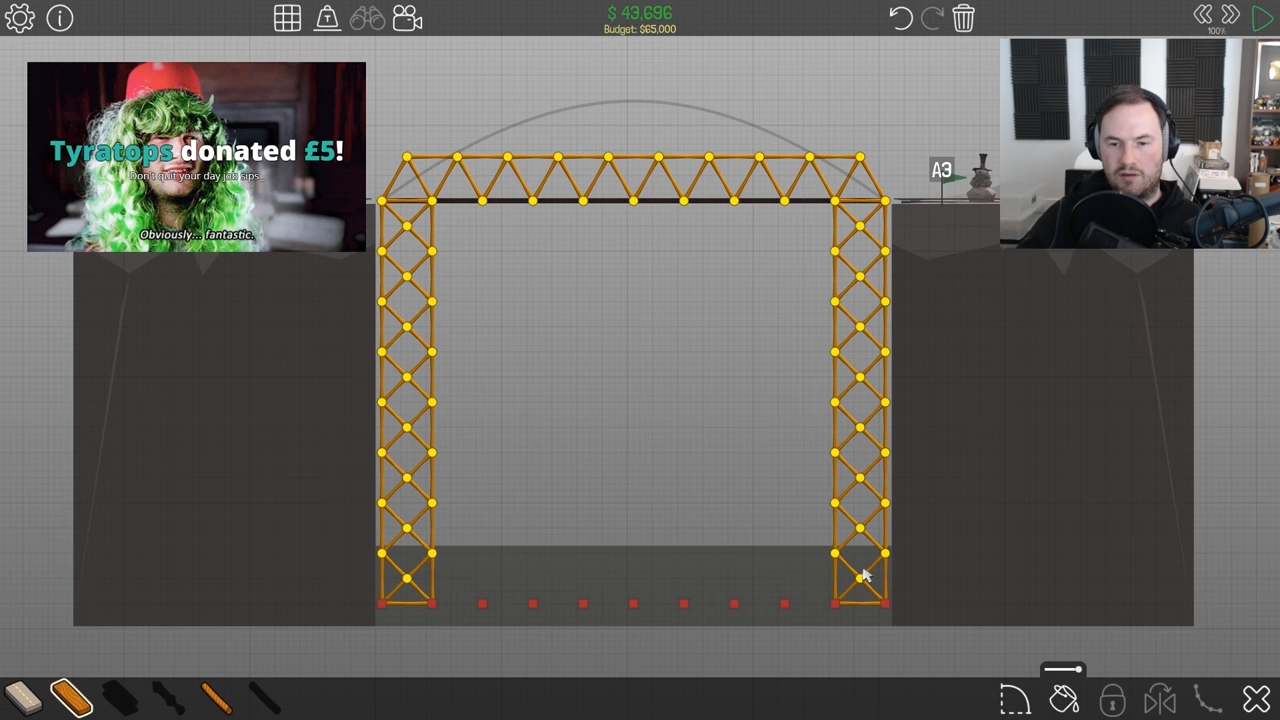 $ 43,696
Budget: $65,000
100%
Tyratops donated £5!
Don't quit your day job sips
Obviously... fantastic.
A3
T